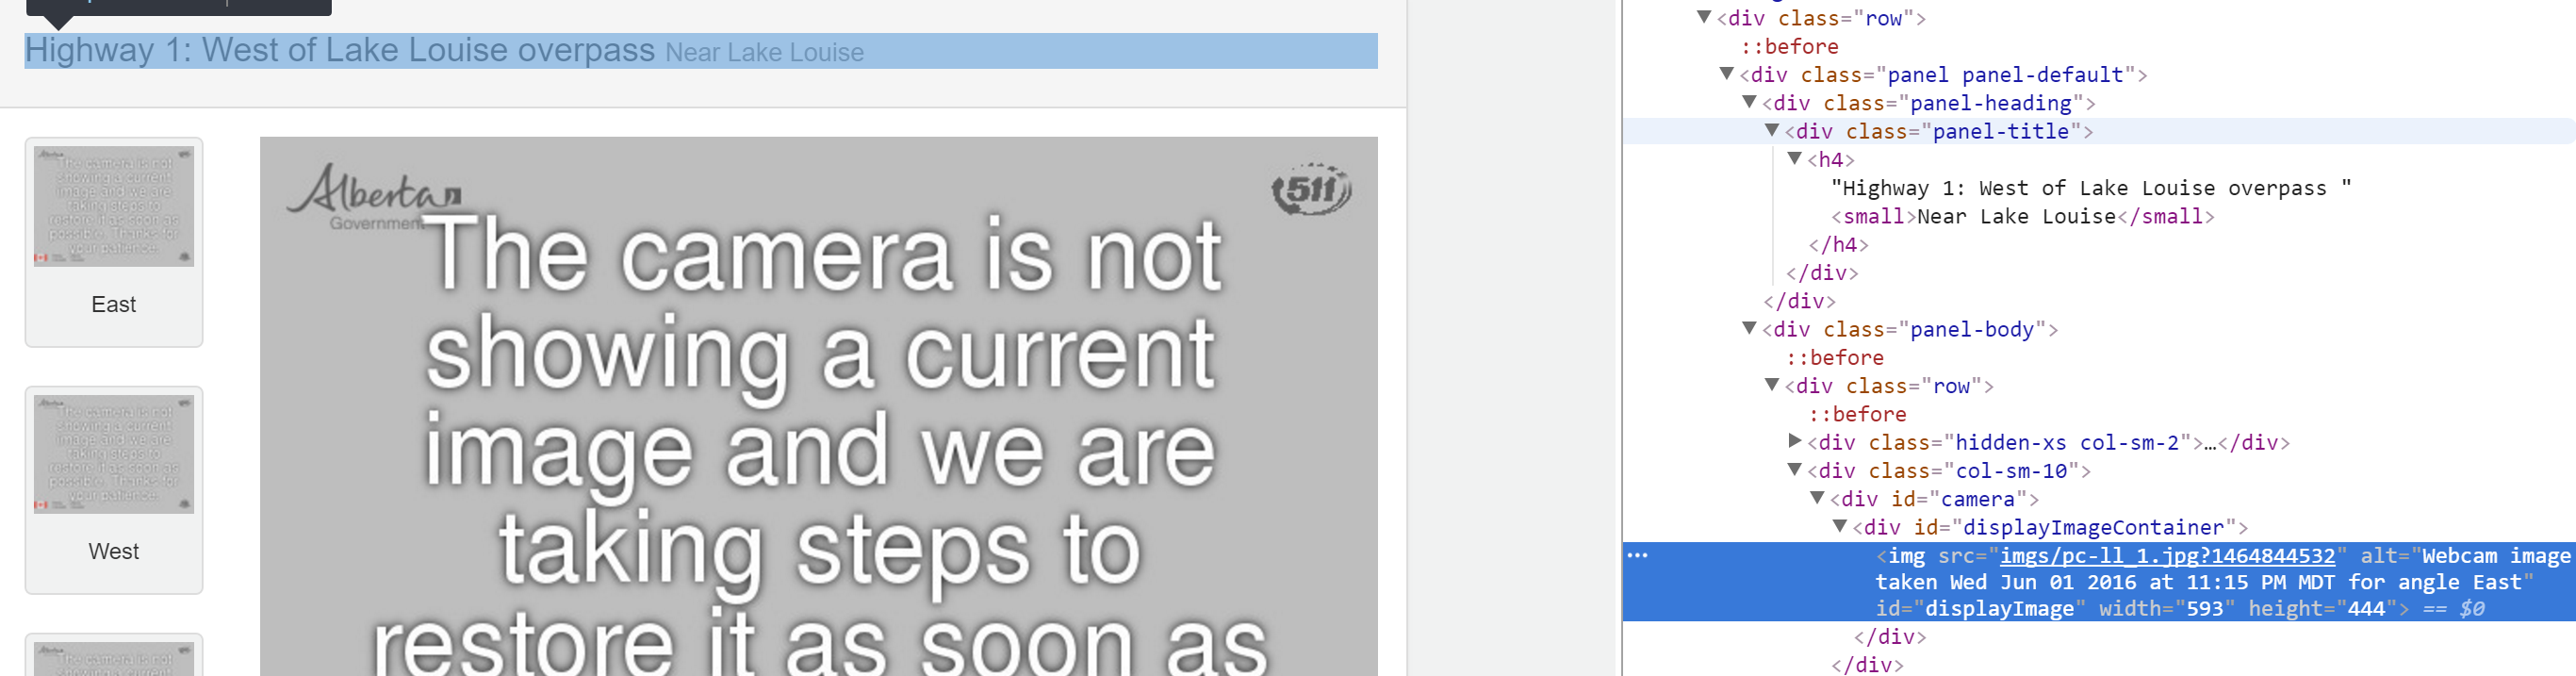 Highway 1: West of Lake Louise overpass Near Lake Louise
The camera is not
showing a current
image and we are
taking steps to
restore it as soon as
possible. Thanks for
your patience.
East
The camera is not
showing a current
image and we are
taking steps to
restore it as soon as
possible. Thanks for
your patience.
West
The camera is not
showing a current
Alberta
Government
511
The camera is not
showing a current
image and we are
taking steps to
restore it as soon as
<div class="row">
::before
<div class="panel panel-default">
<div class="panel-heading">
<div class="panel-title">
<h4>
"Highway 1: West of Lake Louise overpass "
<small>Near Lake Louise</small>
</h4>
</div>
</div>
<div class="panel-body">
::before
<div class="row">
::before
<div class="hidden-xs col-sm-2">…</div>
<div class="col-sm-10">
<div id="camera">
<div id="displayImageContainer">
<img src="imgs/pc-ll_1.jpg?1464844532" alt="Webcam image
taken Wed Jun 01 2016 at 11:15 PM MDT for angle East"
id="displayImage" width="593" height="444"> == $0
</div>
</div>